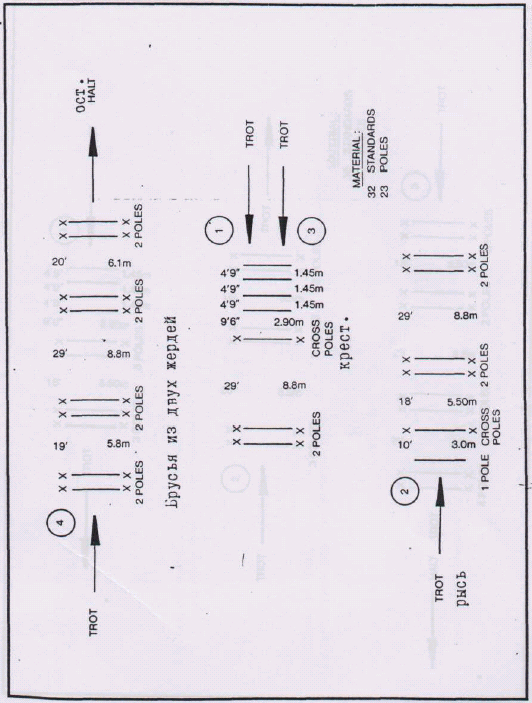 ОСТ.
HALT
TROT
4
2 POLES
2 POLES
2 POLES
2 POLES
19' 5.8m
29' 8.8m
20' 6.1m
Брусья из двух жердей
1
TROT
3
TROT
4'9" 1.45m
4'9" 1.45m
4'9" 1.45m
9'6" 2.90m
CROSS
POLES
крест.
29' 8.8m
2 POLES
MATERIAL:
32 STANDARDS
23 POLES
2
TROT
рысь
1 POLE
10' 3.0m
CROSS
POLES
18' 5.50m
2 POLES
29' 8.8m
2 POLES